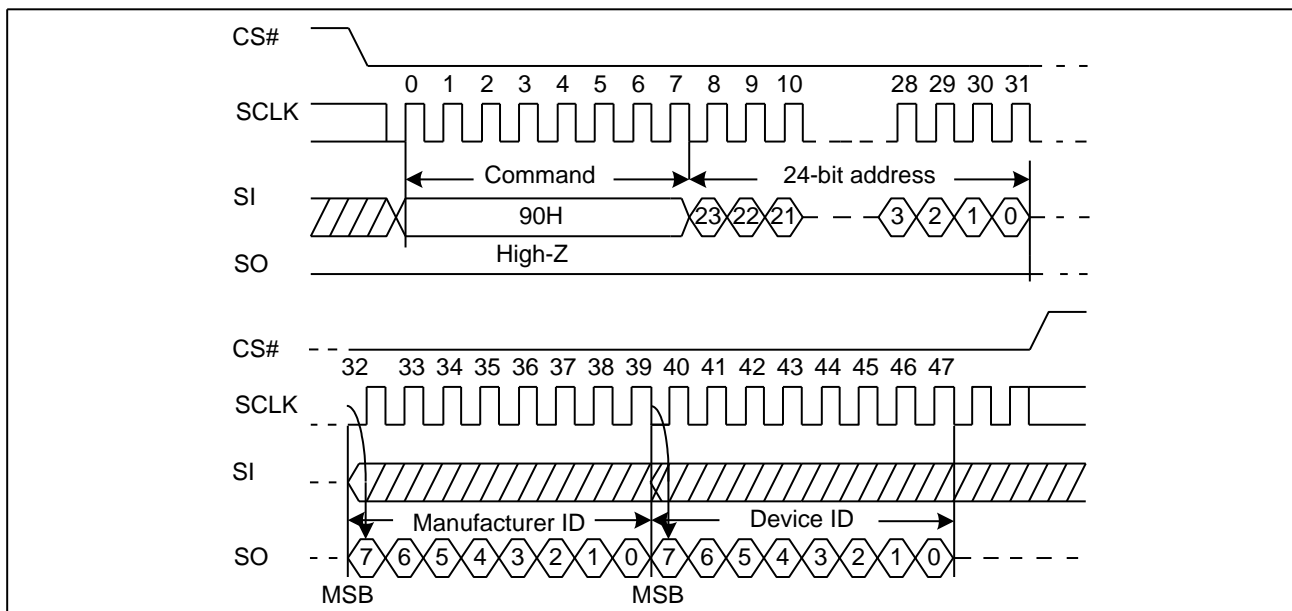 CS#
0 1 2 3 4 5 6 7 8 9 10 28 29 30 31
SCLK
Command 24-bit address
SI
90H 23 22 21 3 2 1 0
High-Z
SO
CS#
32 33 34 35 36 37 38 39 40 41 42 43 44 45 46 47
SCLK
SI
Manufacturer ID Device ID
SO 7 6 5 4 3 2 1 0 7 6 5 4 3 2 1 0
MSB MSB